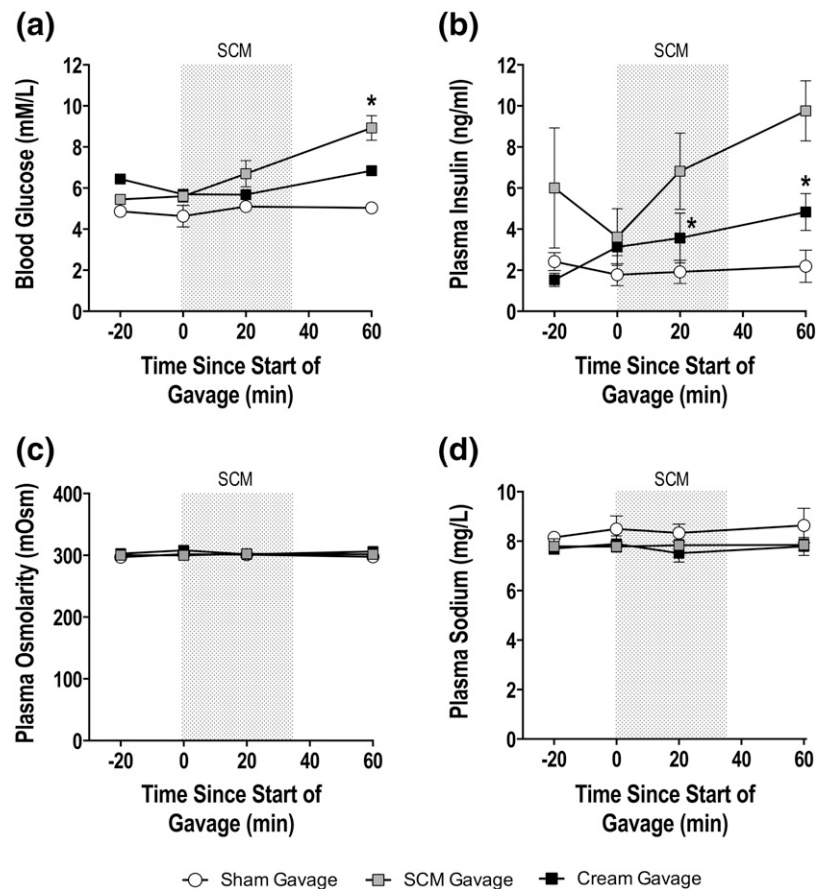 (a)
SCM
*
Blood Glucose (mM/L)
12
10
8
6
4
2
0
-20 0 20 40 60
Time Since Start of
Gavage (min)
(b)
SCM
*
*
Plasma Insulin (ng/ml)
12
10
8
6
4
2
0
-20 0 20 40 60
Time Since Start of
Gavage (min)
(c)
SCM
Plasma Osmolarity (mOsm)
400
300
200
100
0
-20 0 20 40 60
Time Since Start of
Gavage (min)
(d)
SCM
Plasma Sodium (mg/L)
10
8
6
4
2
0
-20 0 20 40 60
Time Since Start of
Gavage (min)
Sham Gavage SCM Gavage Cream Gavage